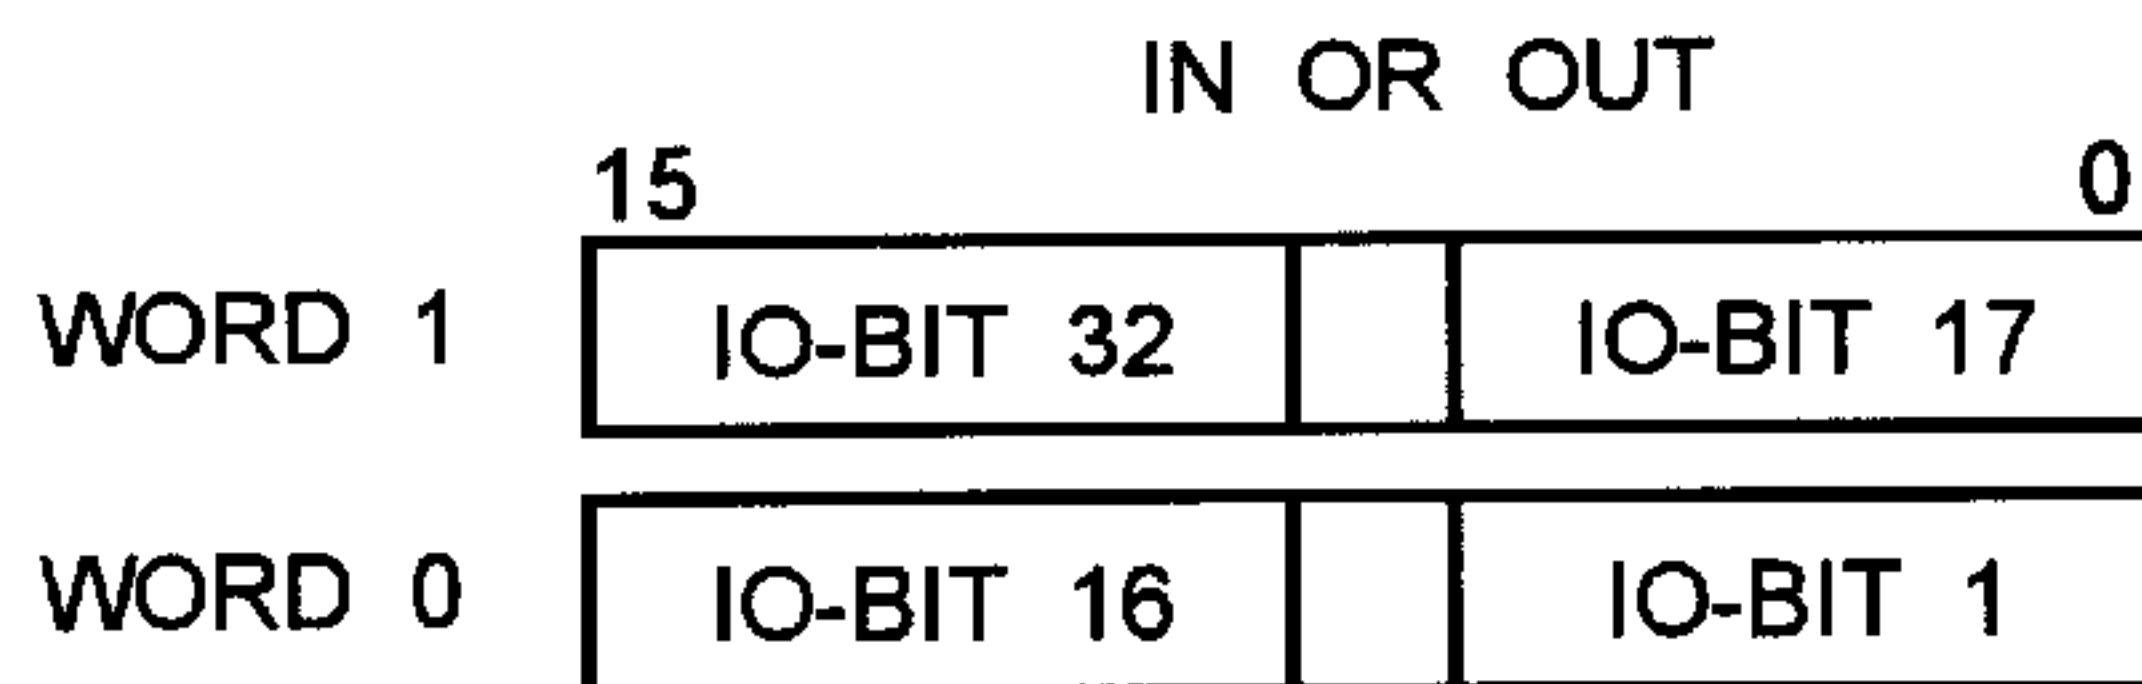 IN OR OUT
15 0
WORD 1 IO-BIT 32 IO-BIT 17
WORD 0 IO-BIT 16 IO-BIT 1